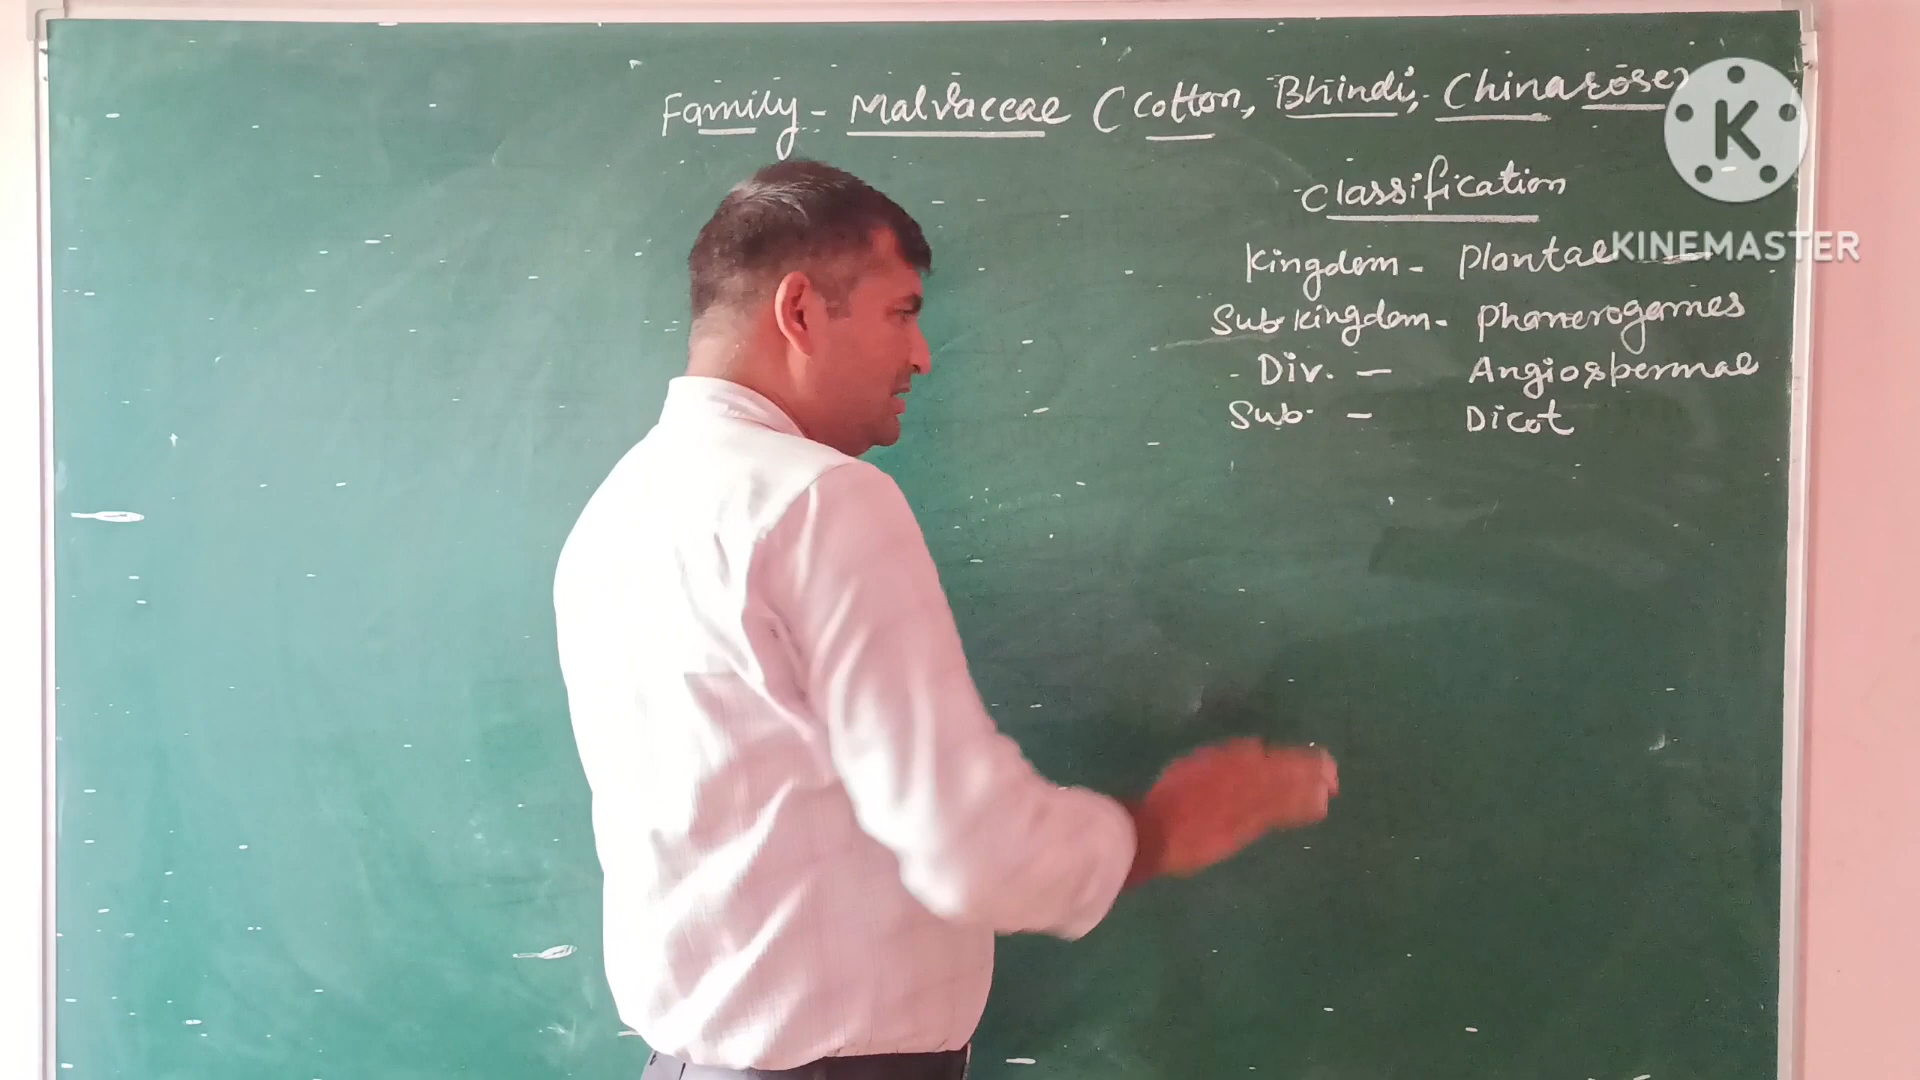 Family - Malvaceae (Cotton, Bhindi, Chinarose)
Classification
Kingdom - Plantae
Sub kingdom - Phanerogames
Div. - Angiospermae
Sub - Dicot
K
KINEMASTER